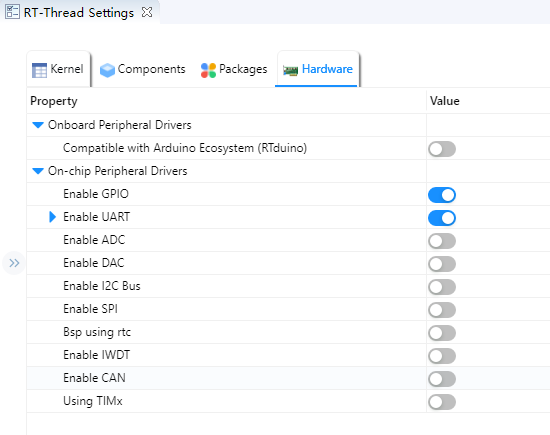 RT-Thread Settings
Kernel Components Packages Hardware
Property Value
Onboard Peripheral Drivers
Compatible with Arduino Ecosystem (RTduino)
On-chip Peripheral Drivers
Enable GPIO
Enable UART
Enable ADC
Enable DAC
Enable I2C Bus
Enable SPI
Bsp using rtc
Enable IWDT
Enable CAN
Using TIMx